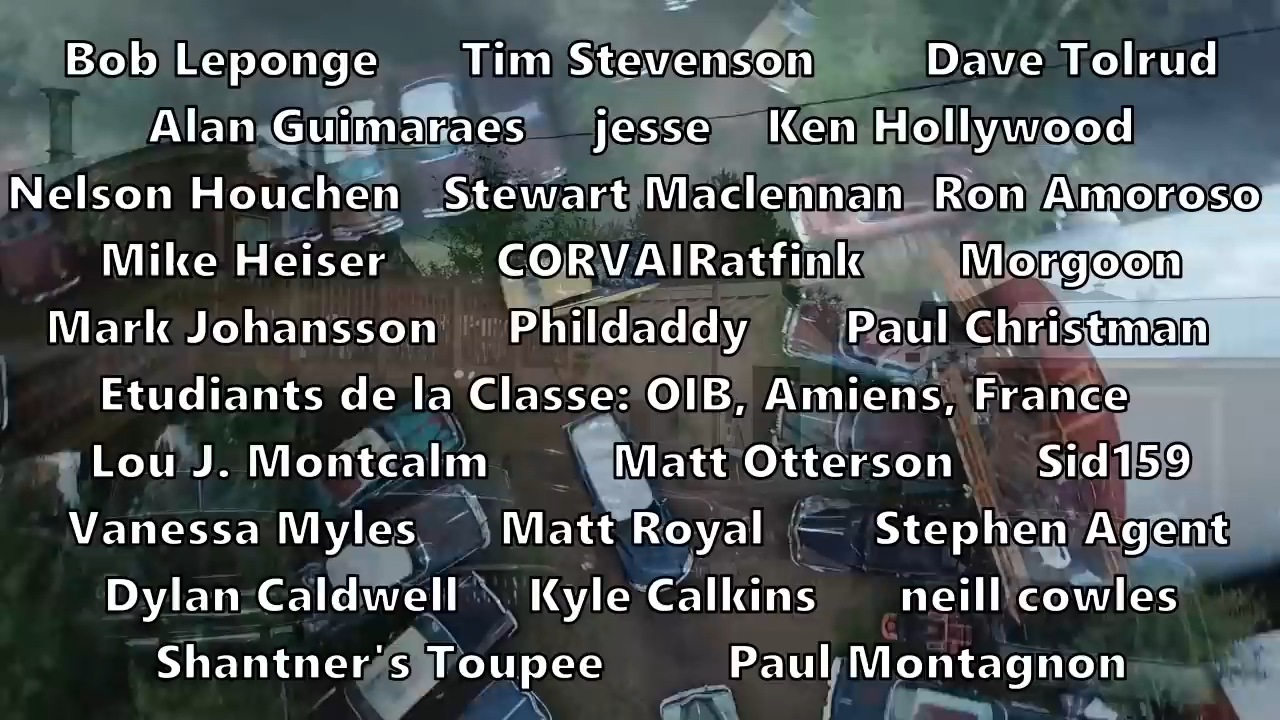 Bob Leponge Tim Stevenson Dave Tolrud
Alan Guimaraes jesse Ken Hollywood
Nelson Houchen Stewart Maclennan Ron Amoroso
Mike Heiser CORVAIRatfink Morgoon
Mark Johansson Phildaddy Paul Christman
Etudiants de la Classe: OIB, Amiens, France
Lou J. Montcalm Matt Otterson Sid159
Vanessa Myles Matt Royal Stephen Agent
Dylan Caldwell Kyle Calkins neill cowles
Shantner's Toupee Paul Montagnon